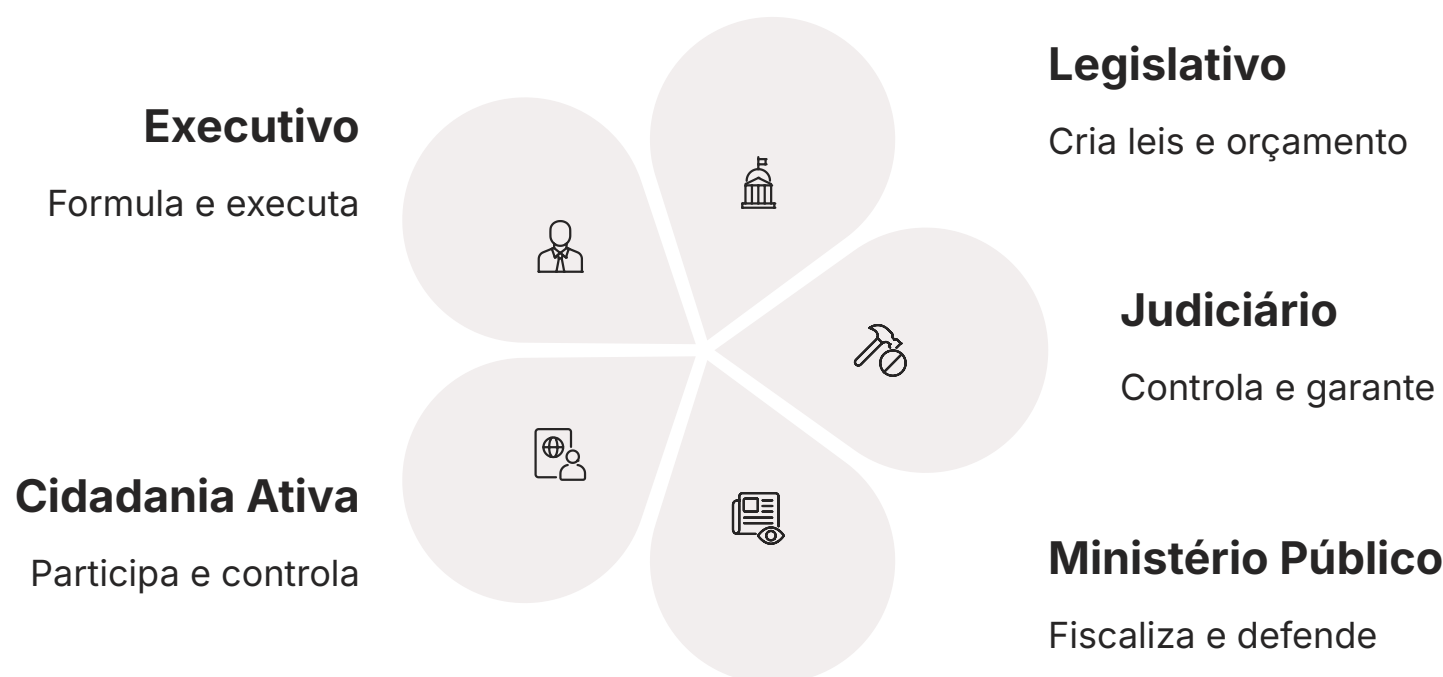 Legislativo
Cria leis e orçamento
Executivo
Formula e executa
Judiciário
Controla e garante
Cidadania Ativa
Participa e controla
Ministério Público
Fiscaliza e defende